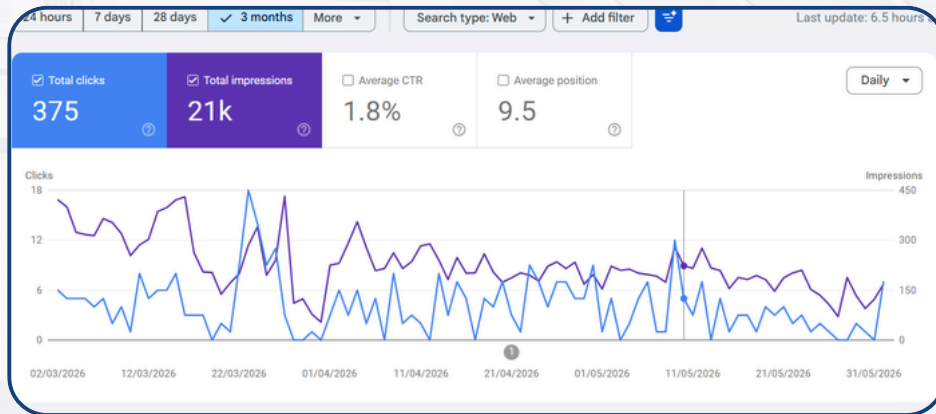 24 hours 7 days 28 days 3 months More Search type: Web + Add filter Last update: 6.5 hours
Total clicks Total impressions Average CTR Average position Daily
375 21k 1.8% 9.5
Clicks Impressions
18 450
12 300
6 150
0 0
1
02/03/2026 12/03/2026 22/03/2026 01/04/2026 11/04/2026 21/04/2026 01/05/2026 11/05/2026 21/05/2026 31/05/2026